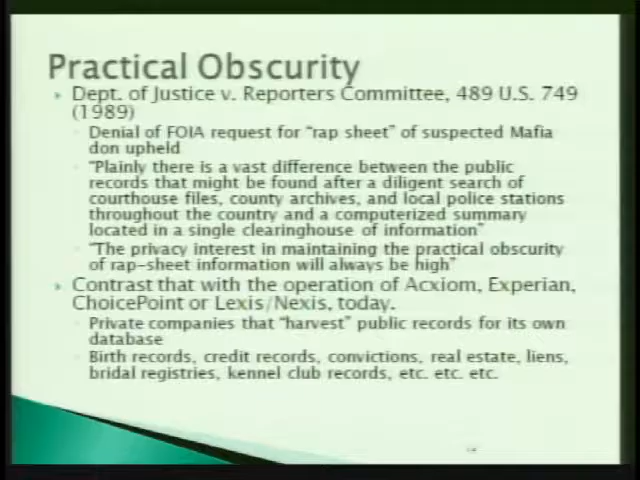 Practical Obscurity
Dept. of Justice v. Reporters Committee, 489 U.S. 749
(1989)
Denial of FOIA request for "rap sheet" of suspected Mafia
don upheld
"Plainly there is a vast difference between the public
records that might be found after a diligent search of
courthouse files, county archives, and local police stations
throughout the country and a computerized summary
located in a single clearinghouse of information"
"The privacy interest in maintaining the practical obscurity
of rap-sheet information will always be high"
Contrast that with the operation of Acxiom, Experian,
ChoicePoint or Lexis/Nexis, today.
Private companies that "harvest" public records for its own
database
Birth records, credit records, convictions, real estate, liens,
bridal registries, kennel club records, etc. etc. etc.